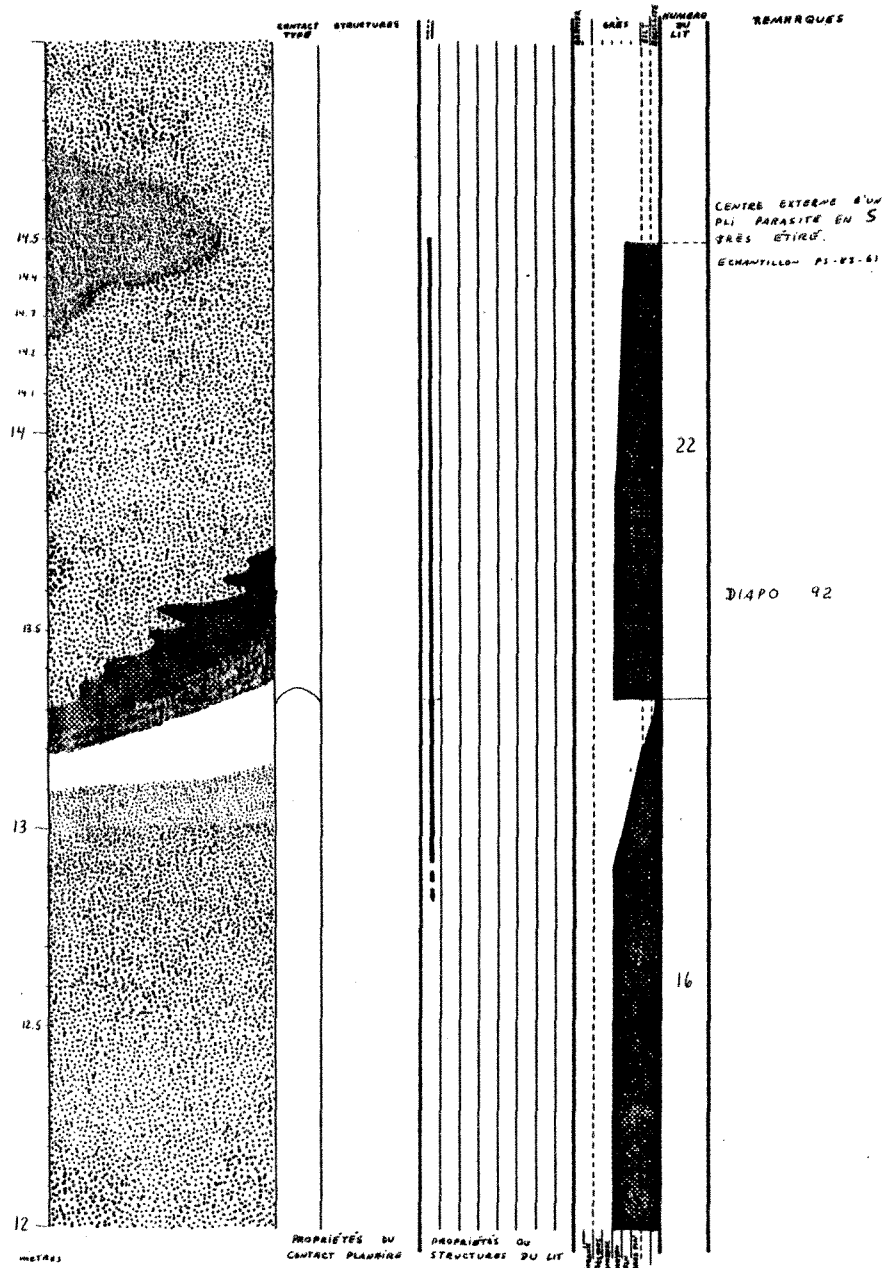 CONTACT TYPE
STRUCTURES
GRÈS
NUMERO DU LIT
REMARQUES
CENTRE EXTERNE D'UN
PLI PARASITE EN S
TRÈS ÉTIRÉ.
ECHANTILLON
14.5
14.4
14.3
14.2
14.1
14
22
DIAPO 92
13.5
13
16
12.5
12
MÈTRES
PROPRIÉTÉS DU
CONTACT PLANAIRE
PROPRIÉTÉS OU
STRUCTURES DU LIT